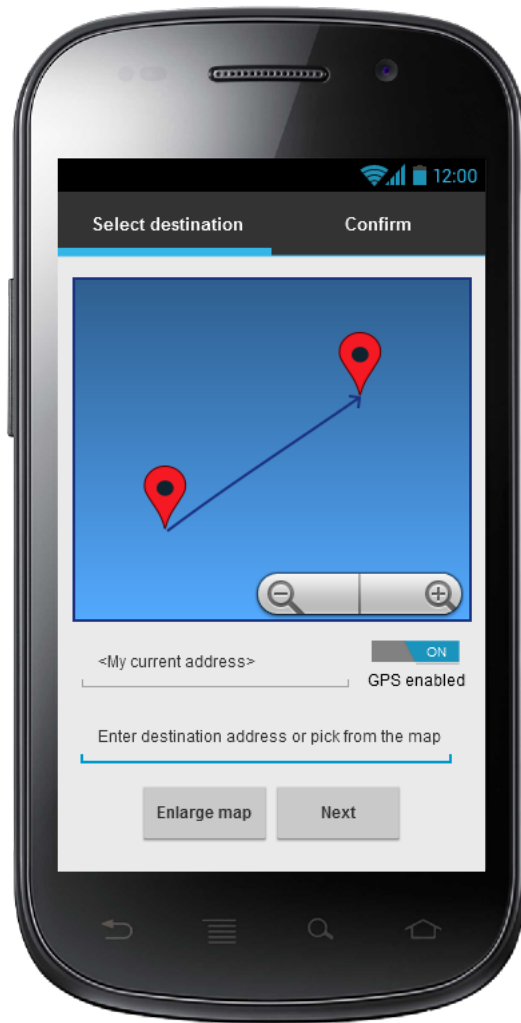 12:00
Select destination
Confirm
<My current address>
ON
GPS enabled
Enter destination address or pick from the map
Enlarge map
Next